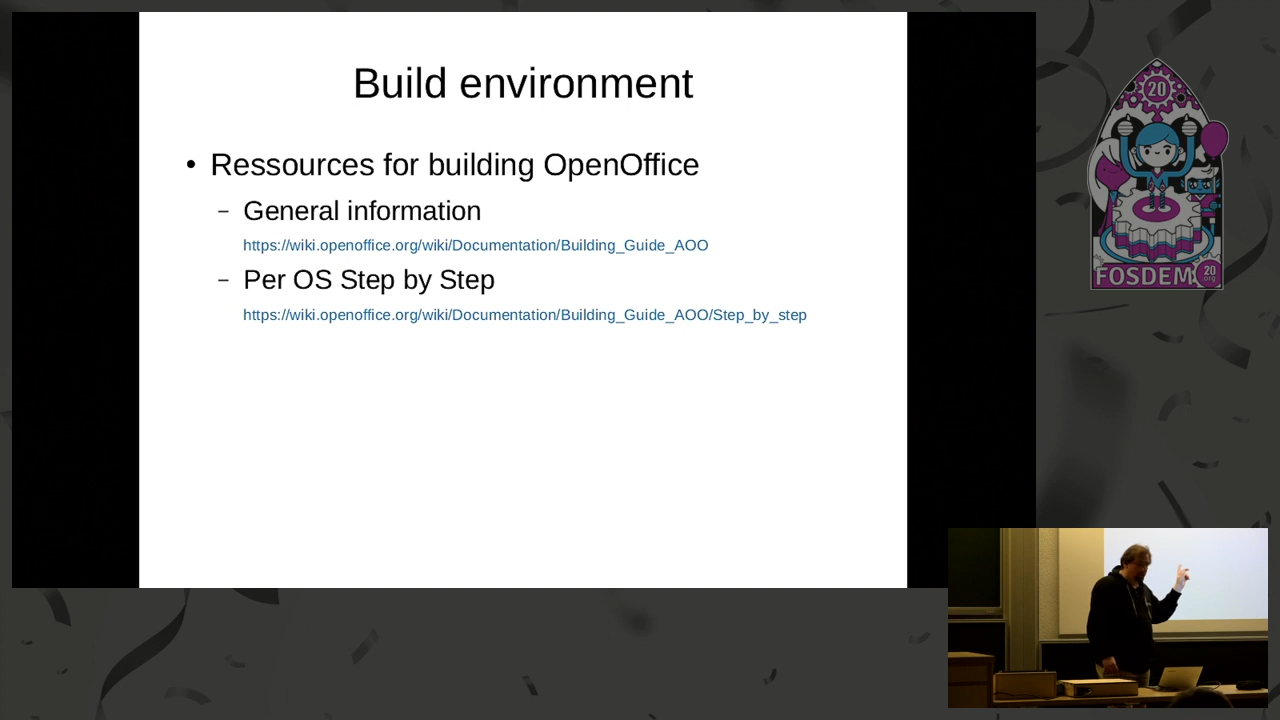 Build environment
• Ressources for building OpenOffice
– General information
https://wiki.openoffice.org/wiki/Documentation/Building_Guide_AOO
– Per OS Step by Step
https://wiki.openoffice.org/wiki/Documentation/Building_Guide_AOO/Step_by_step
20
FOSDEM
20
org